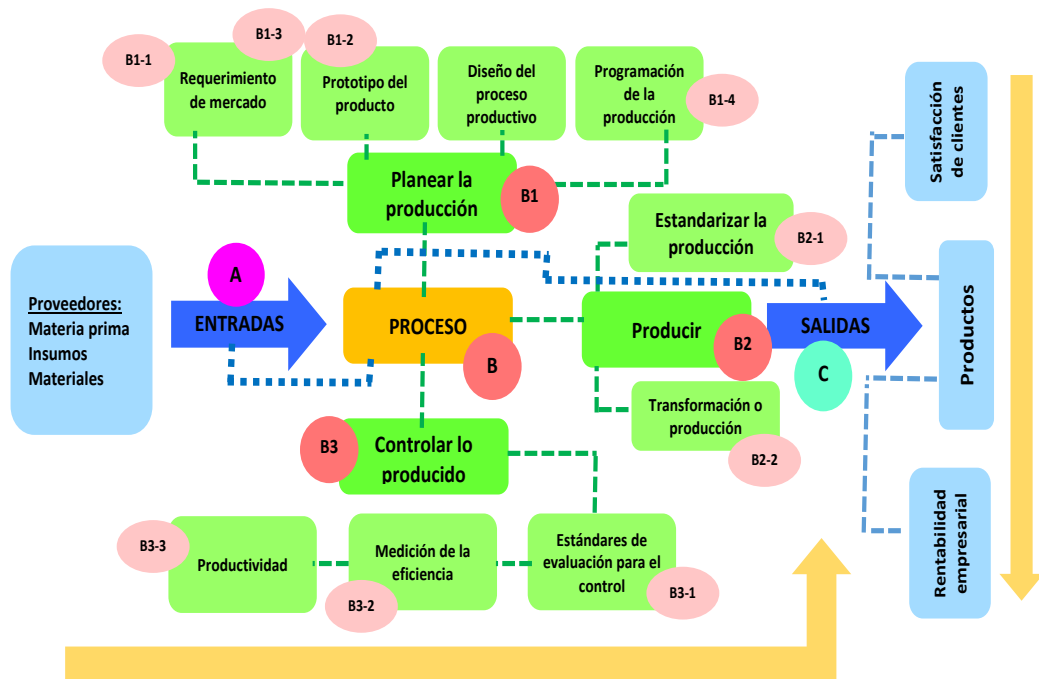 B1-1
B1-3
B1-2
Requerimiento
de mercado
Prototipo del
producto
Diseño del
proceso
productivo
Programación
de la
producción
B1-4
Planear la
producción
B1
Estandarizar la
producción
B2-1
Satisfacción
de clientes
Proveedores:
Materia prima
Insumos
Materiales
A
ENTRADAS
PROCESO
B
Producir
B2
SALIDAS
C
Productos
B3
Controlar lo
producido
Transformación o
producción
B2-2
B3-3
Productividad
Medición de la
eficiencia
B3-2
Estándares de
evaluación para el
control
B3-1
Rentabilidad
empresarial